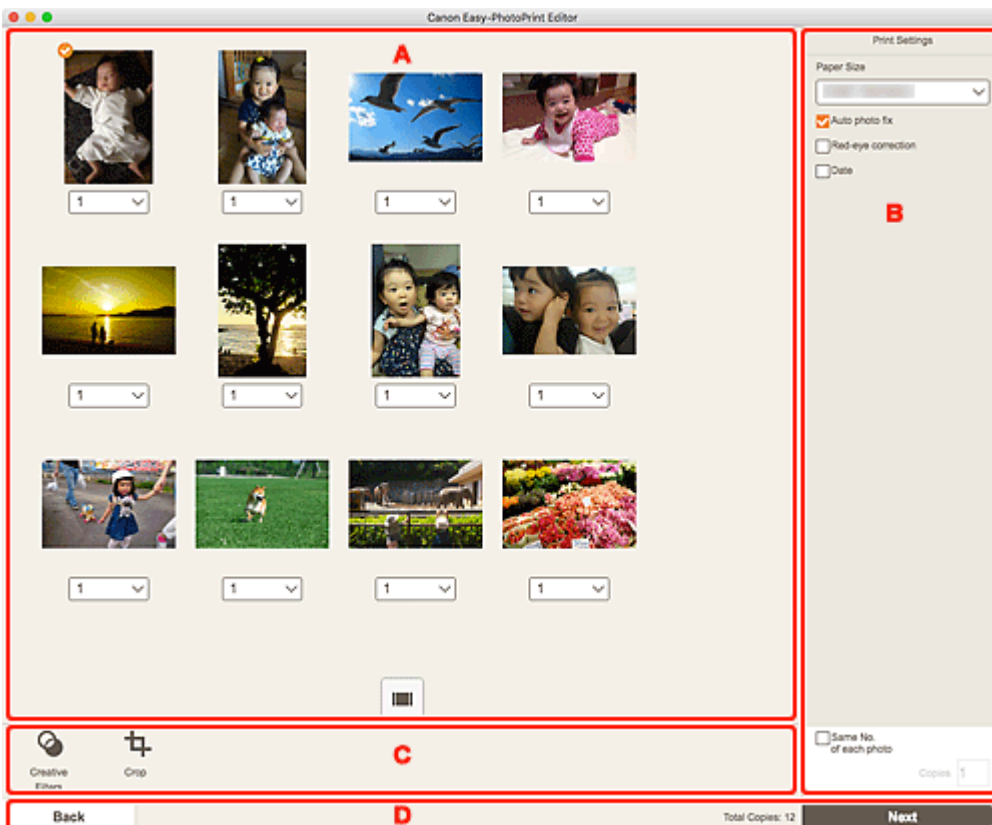 Canon Easy-PhotoPrint Editor
A
Print Settings
Paper Size
Auto photo fix
Red-eye correction
Date
B
1 1 1 1
1 1 1 1
1 1 1 1
Same No.
of each photo
Copies 1
C
Creative
Filters
Crop
Back
D
Total Copies: 12
Next